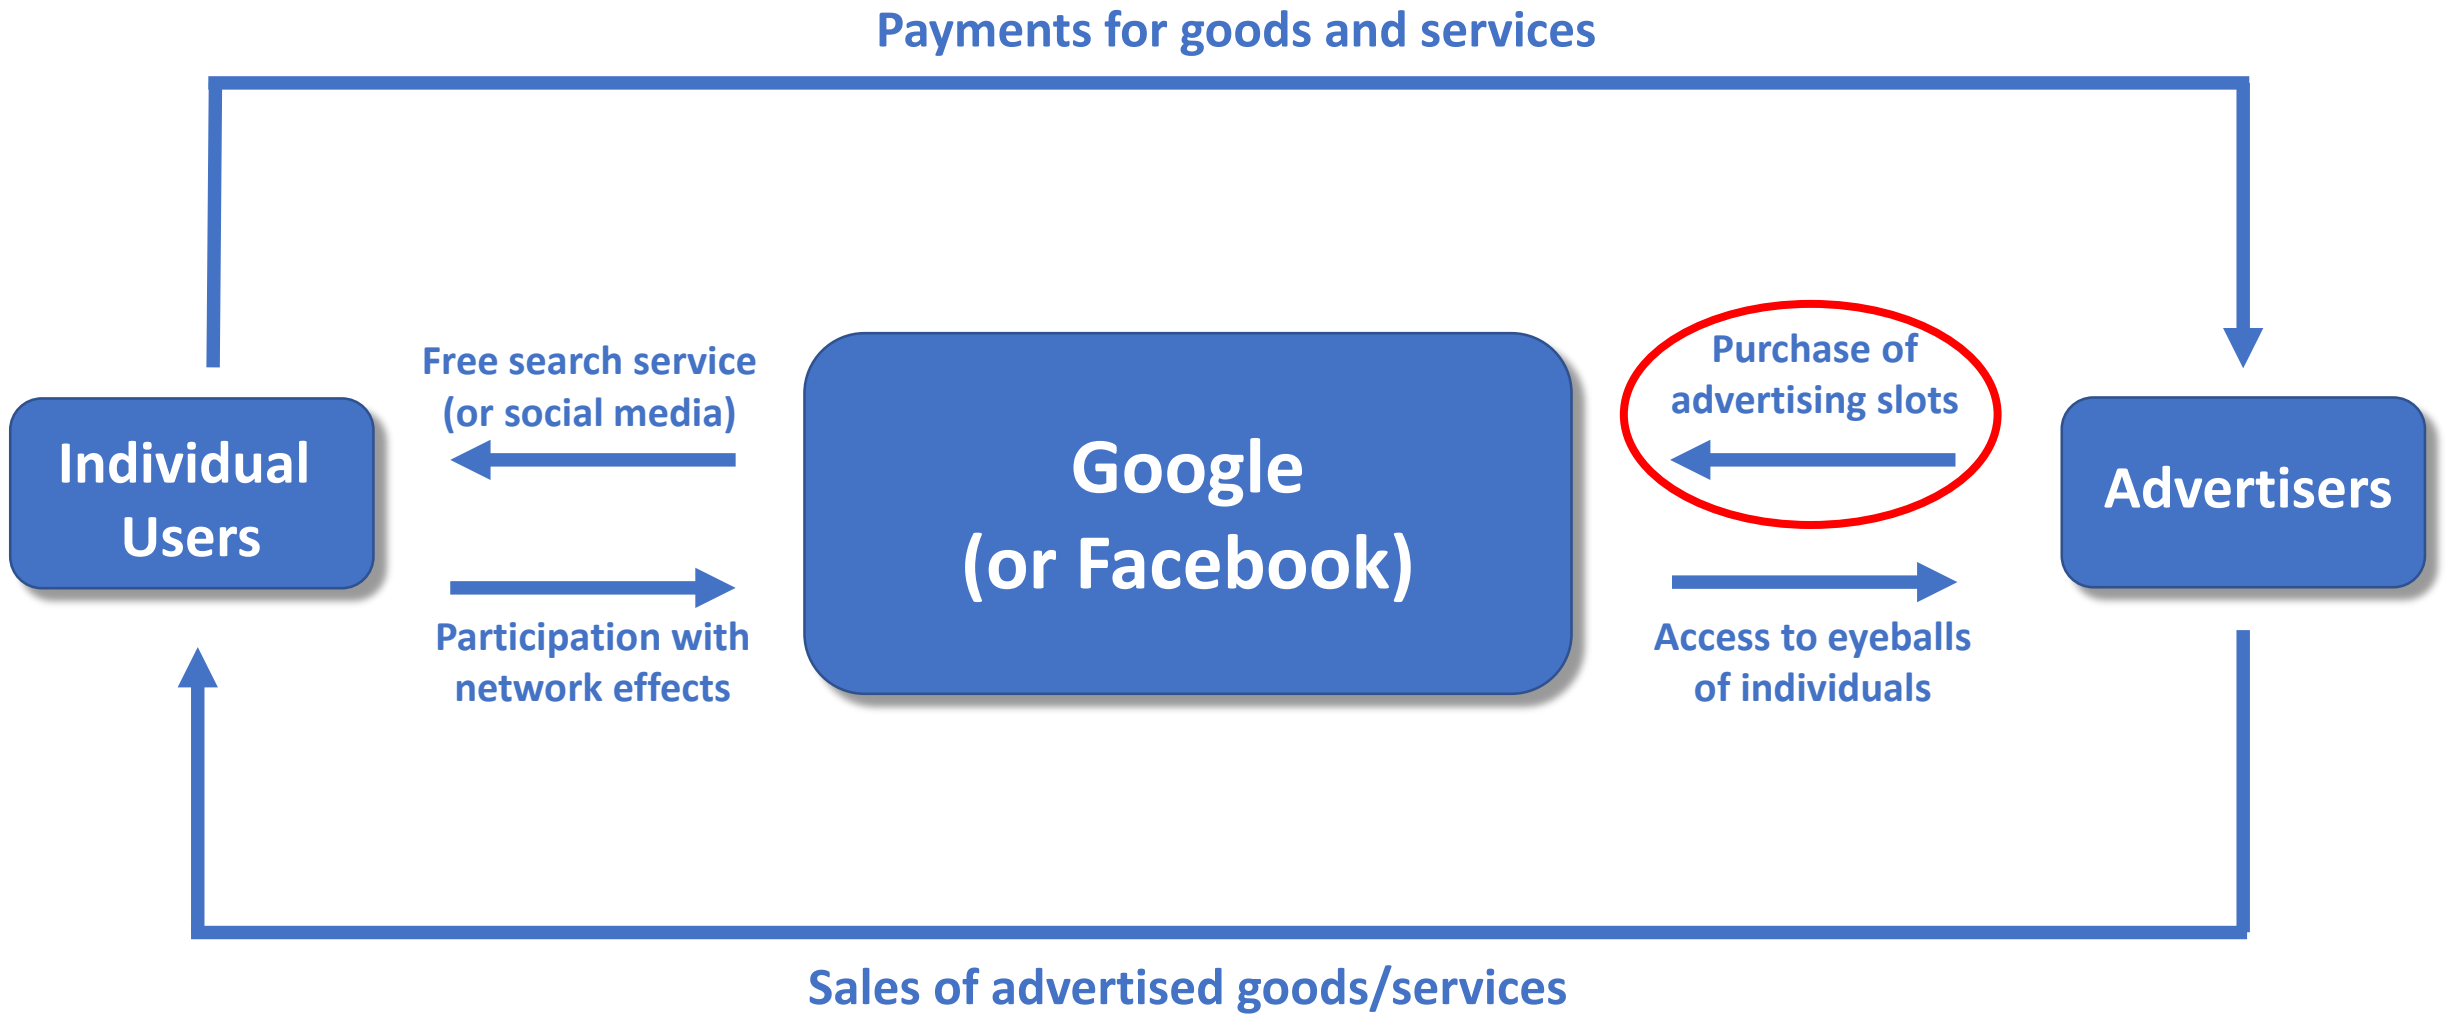 Payments for goods and services
Free search service
(or social media)
Purchase of
advertising slots
Individual
Users
Google
(or Facebook)
Advertisers
Participation with
network effects
Access to eyeballs
of individuals
Sales of advertised goods/services